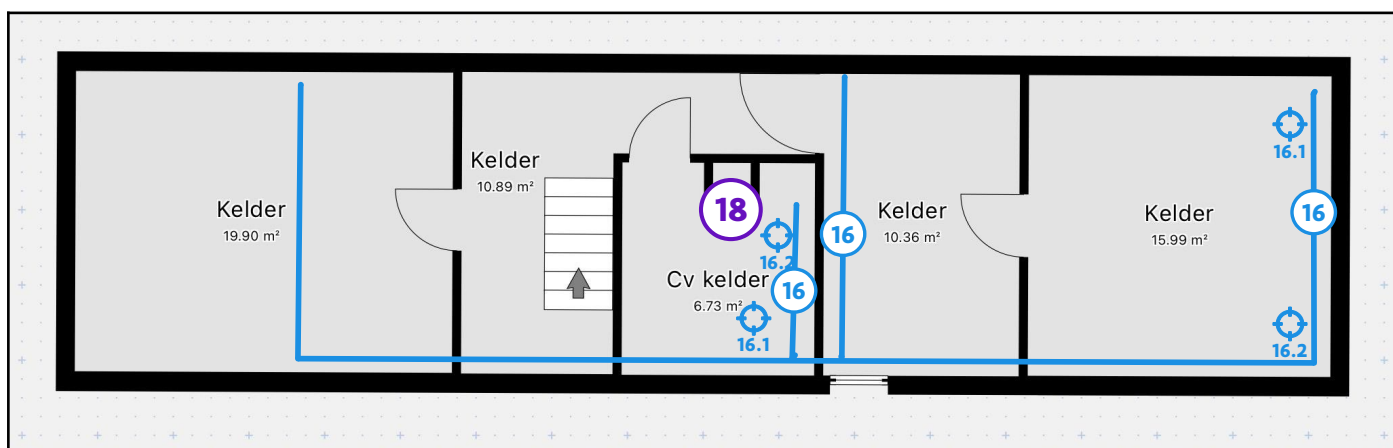 Kelder
19.90 m²
Kelder
10.89 m²
18
16.2
Cv kelder
6.73 m²
16
16.1
16
Kelder
10.36 m²
Kelder
15.99 m²
16.1
16
16.2